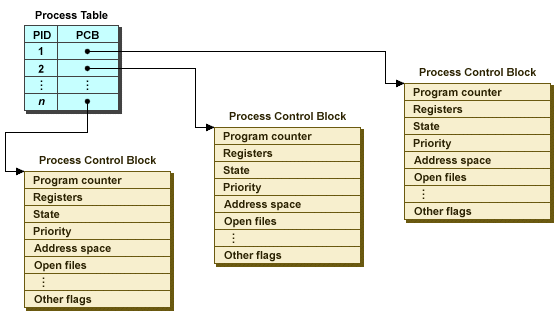 Process Table
PID PCB
1
2
⋮ ⋮
n
Process Control Block
Program counter
Registers
State
Priority
Address space
Open files
⋮
Other flags
Process Control Block
Program counter
Registers
State
Priority
Address space
Open files
⋮
Other flags
Process Control Block
Program counter
Registers
State
Priority
Address space
Open files
⋮
Other flags